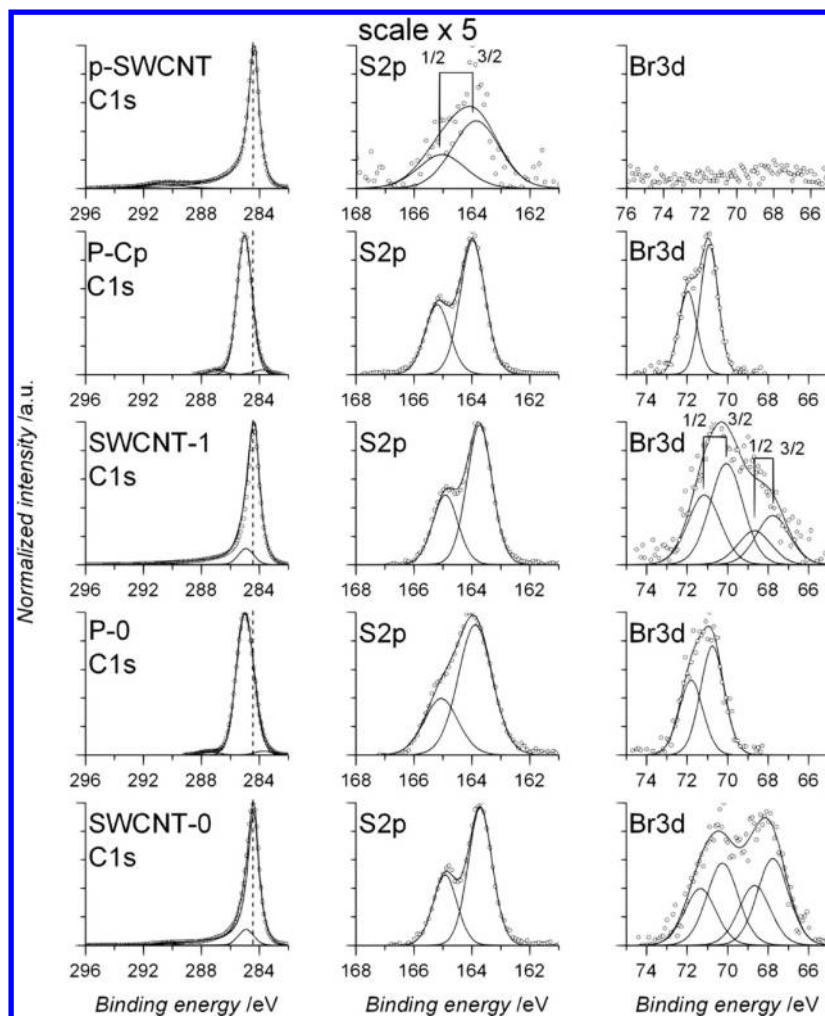 scale x 5
p-SWCNT
C1s
S2p
1/2 3/2
Br3d
296 292 288 284
168 166 164 162
76 74 72 70 68 66
P-Cp
C1s
S2p
Br3d
296 292 288 284
168 166 164 162
74 72 70 68 66
SWCNT-1
C1s
S2p
Br3d
1/2 3/2
1/2 3/2
296 292 288 284
168 166 164 162
74 72 70 68 66
P-0
C1s
S2p
Br3d
296 292 288 284
168 166 164 162
74 72 70 68 66
SWCNT-0
C1s
S2p
Br3d
296 292 288 284
168 166 164 162
74 72 70 68 66
Normalized intensity /a.u.
Binding energy /eV
Binding energy /eV
Binding energy /eV